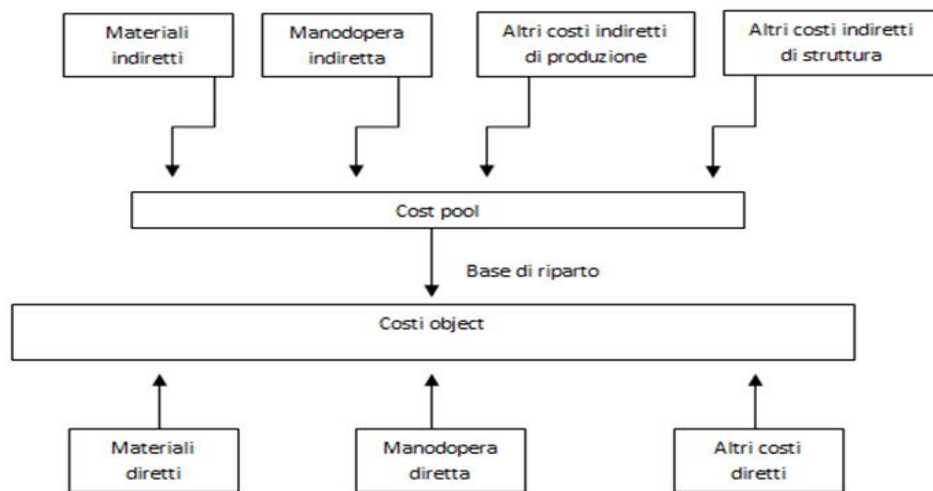 Materiali
indiretti
Manodopera
indiretta
Altri costi indiretti
di produzione
Altri costi indiretti
di struttura
Cost pool
Base di riparto
Costi object
Materiali
diretti
Manodopera
diretta
Altri costi
diretti